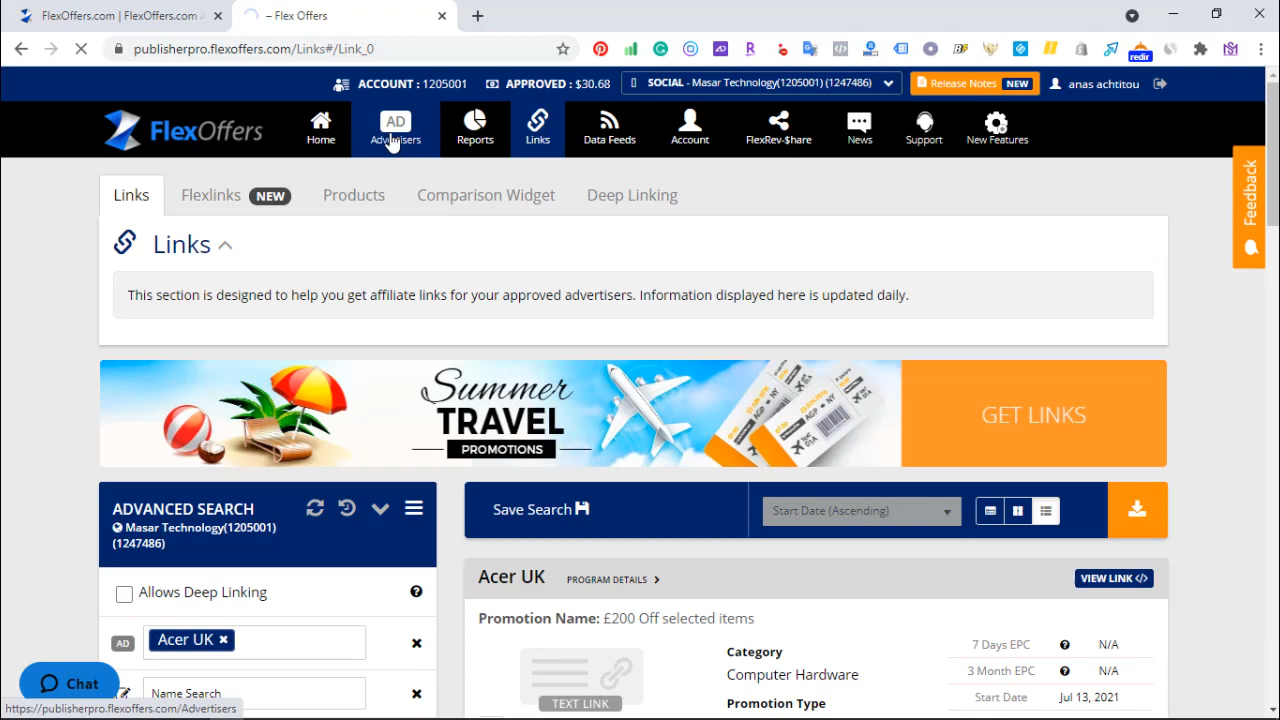 FlexOffers.com | FlexOffers.com A
– Flex Offers
publisherpro.flexoffers.com/Links#/Link_0
redir
ACCOUNT : 1205001
APPROVED : $30.68
SOCIAL - Masar Technology(1205001) (1247486)
Release Notes NEW
anas achtitou
FlexOffers
Home
AD
Advertisers
Reports
Links
Data Feeds
Account
FlexRev-$hare
News
Support
New Features
Feedback
Links
Flexlinks NEW
Products
Comparison Widget
Deep Linking
Links
This section is designed to help you get affiliate links for your approved advertisers. Information displayed here is updated daily.
Summer
TRAVEL
PROMOTIONS
GET LINKS
ADVANCED SEARCH
Masar Technology(1205001)
(1247486)
Save Search
Start Date (Ascending)
Allows Deep Linking
AD Acer UK
Name Search
Acer UK PROGRAM DETAILS
VIEW LINK </>
Promotion Name: £200 Off selected items
TEXT LINK
Category
Computer Hardware
Promotion Type
7 Days EPC N/A
3 Month EPC N/A
Start Date Jul 13, 2021
Chat
https://publisherpro.flexoffers.com/Advertisers